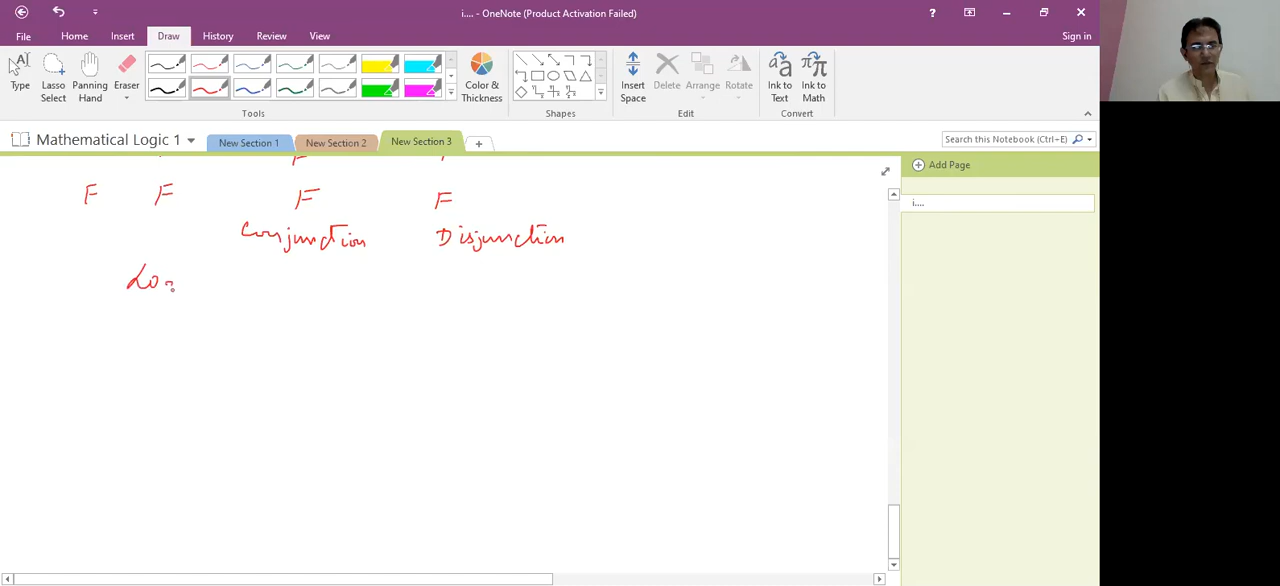 i.... - OneNote (Product Activation Failed)
?
File
Home
Insert
Draw
History
Review
View
Sign in
Type
Lasso Select
Panning Hand
Eraser
Color & Thickness
Insert Space
Delete
Arrange
Rotate
Ink to Text
Ink to Math
Tools
Shapes
Edit
Convert
Mathematical Logic 1
New Section 1
New Section 2
New Section 3
Search this Notebook (Ctrl+E)
Add Page
i....
F F F F
Conjunction Disjunction